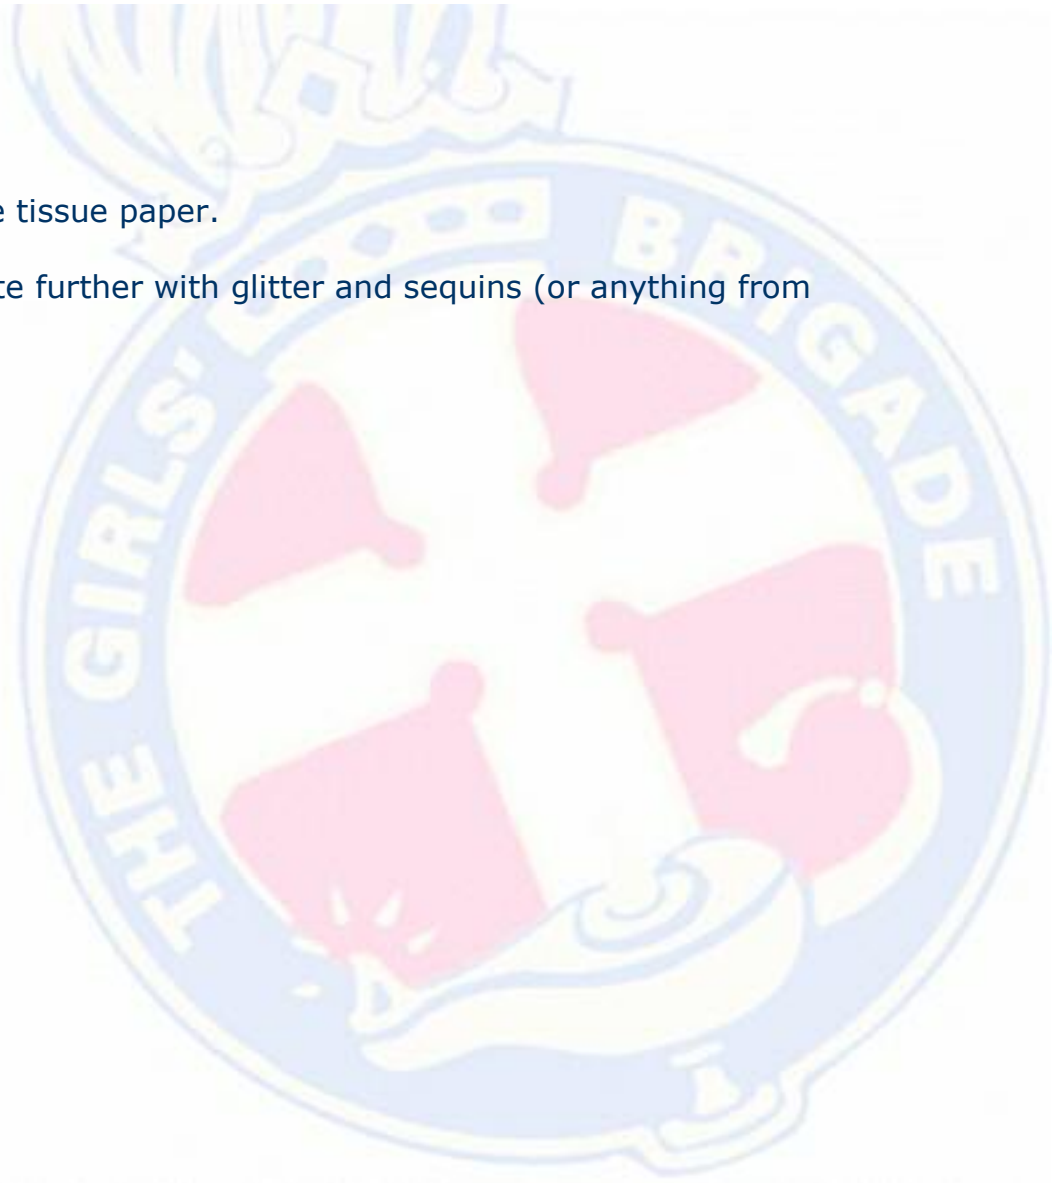 e tissue paper.
te further with glitter and sequins (or anything from
THE GIRLS' BRIGADE